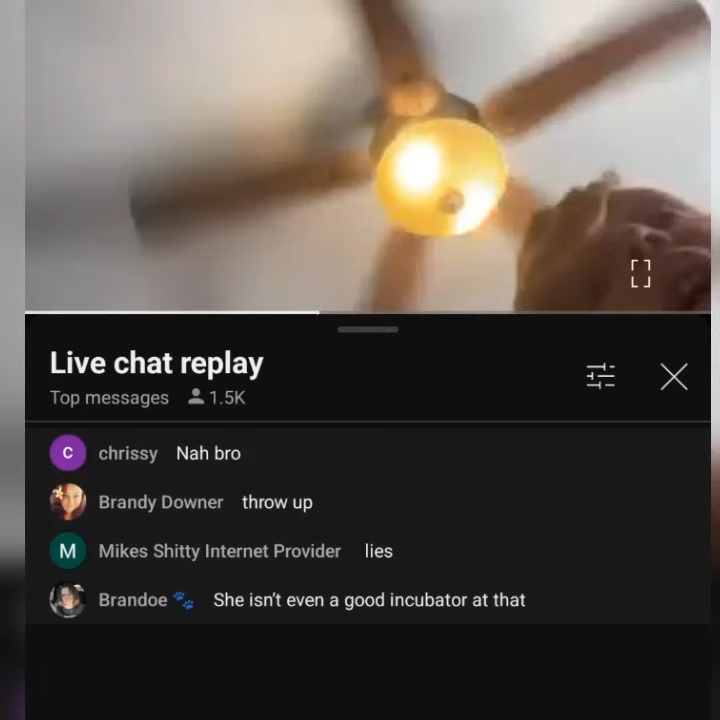 Live chat replay
Top messages 1.5K
C chrissy Nah bro
Brandy Downer throw up
M Mikes Shitty Internet Provider lies
Brandoe 🐾 She isn't even a good incubator at that